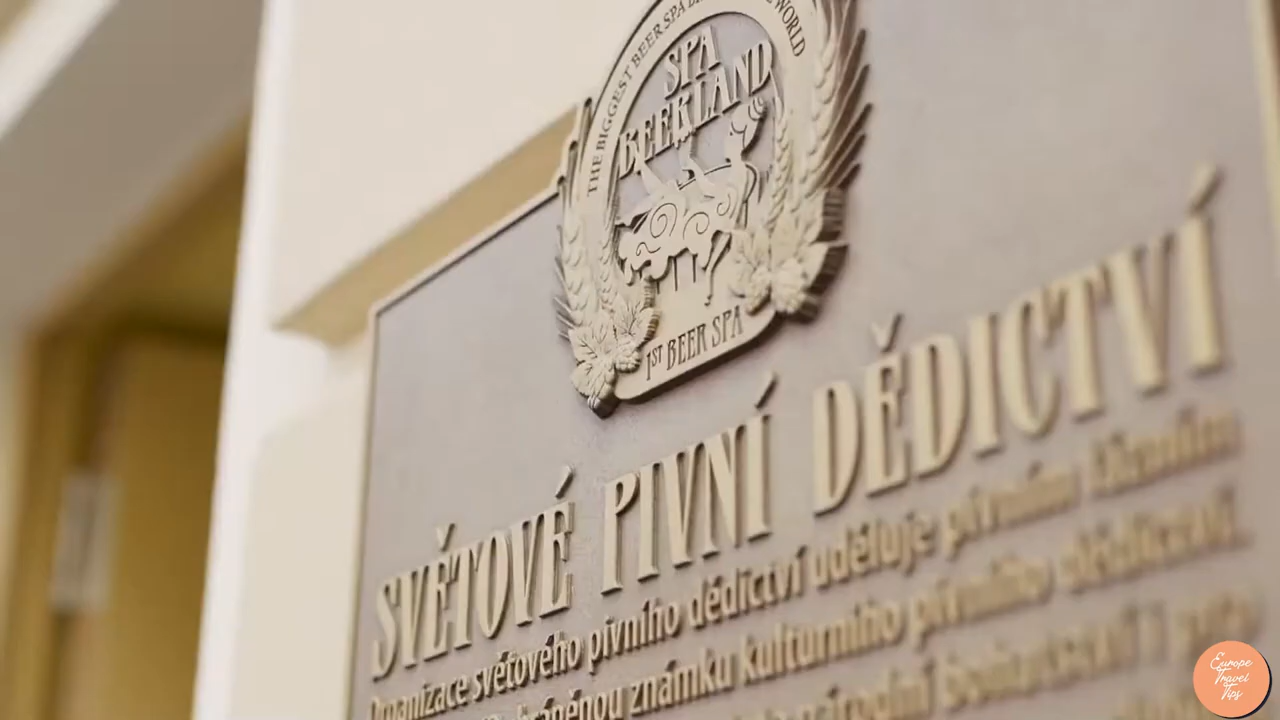 THE BIGGEST BEER SPA
WORLD
SPA
BEERLAND
1ST BEER SPA
SVĚTOVÉ PIVNÍ DĚDICTVÍ
Organizace světového pivního dědictví uděluje pivním
známku kulturního pivního dědictví.
Europe
Travel
Tips